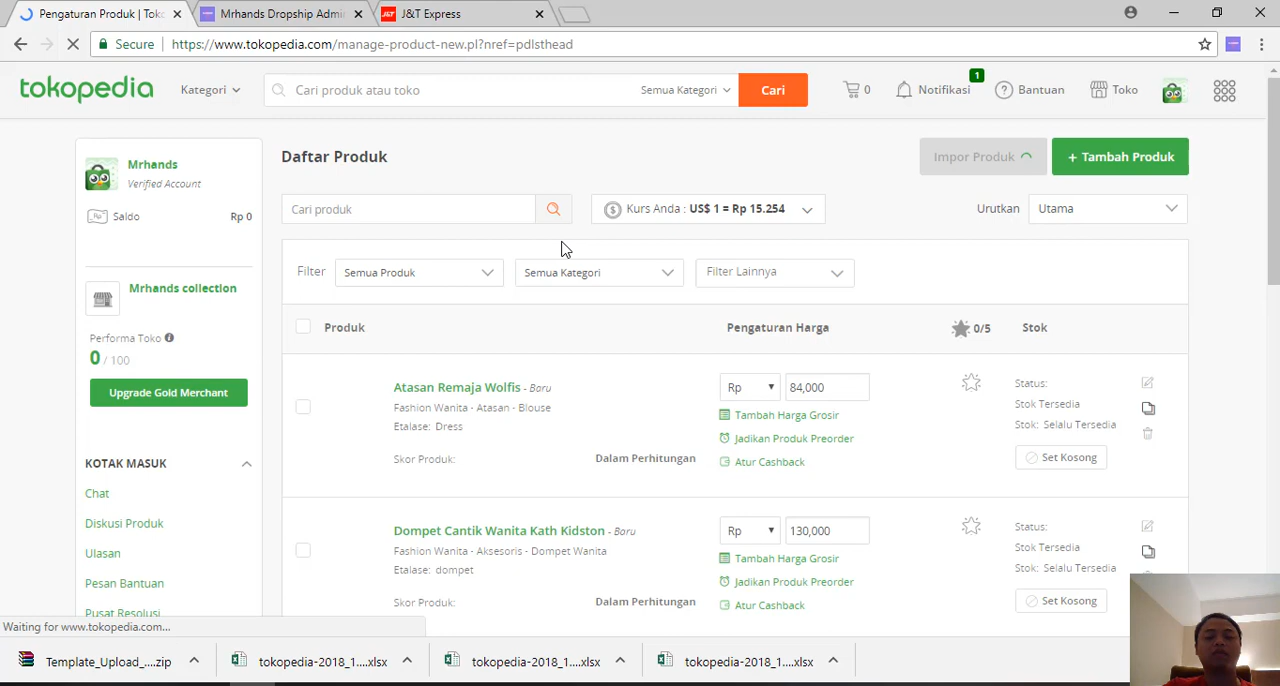 Pengaturan Produk | Tok
Mrhands Dropship Admi
J&T Express
Secure
https://www.tokopedia.com/manage-product-new.pl?nref=pdlsthead
tokopedia
Kategori
Cari produk atau toko
Semua Kategori
Cari
0
Notifikasi
1
Bantuan
Toko
Mrhands
Verified Account
Saldo
Rp 0
Mrhands collection
Performa Toko
0 / 100
Upgrade Gold Merchant
KOTAK MASUK
Chat
Diskusi Produk
Ulasan
Pesan Bantuan
Pusat Resolusi
Daftar Produk
Impor Produk
+ Tambah Produk
Cari produk
Kurs Anda : US$ 1 = Rp 15.254
Urutkan
Utama
Filter
Semua Produk
Semua Kategori
Filter Lainnya
Produk
Pengaturan Harga
0/5
Stok
Atasan Remaja Wolfis - Baru
Fashion Wanita - Atasan - Blouse
Etalase: Dress
Skor Produk:
Dalam Perhitungan
Rp
84,000
Tambah Harga Grosir
Jadikan Produk Preorder
Atur Cashback
Status:
Stok Tersedia
Stok: Selalu Tersedia
Set Kosong
Dompet Cantik Wanita Kath Kidston - Baru
Fashion Wanita - Aksesoris - Dompet Wanita
Etalase: dompet
Skor Produk:
Dalam Perhitungan
Rp
130,000
Tambah Harga Grosir
Jadikan Produk Preorder
Atur Cashback
Status:
Stok Tersedia
Stok: Selalu Tersedia
Set Kosong
Waiting for www.tokopedia.com...
Template_Upload_....zip
tokopedia-2018_1....xlsx
tokopedia-2018_1....xlsx
tokopedia-2018_1....xlsx